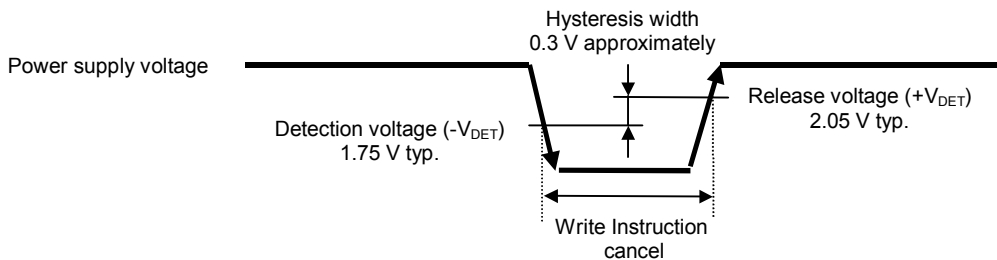 Hysteresis width
0.3 V approximately
Power supply voltage
Release voltage (+VDET)
2.05 V typ.
Detection voltage (-VDET)
1.75 V typ.
Write Instruction
cancel